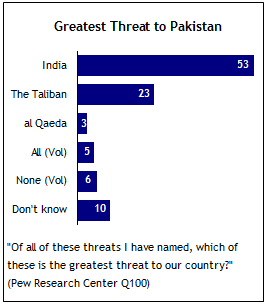 Greatest Threat to Pakistan
India 53
The Taliban 23
al Qaeda 3
All (Vol) 5
None (Vol) 6
Don't know 10
"Of all of these threats I have named, which of
these is the greatest threat to our country?"
(Pew Research Center Q100)